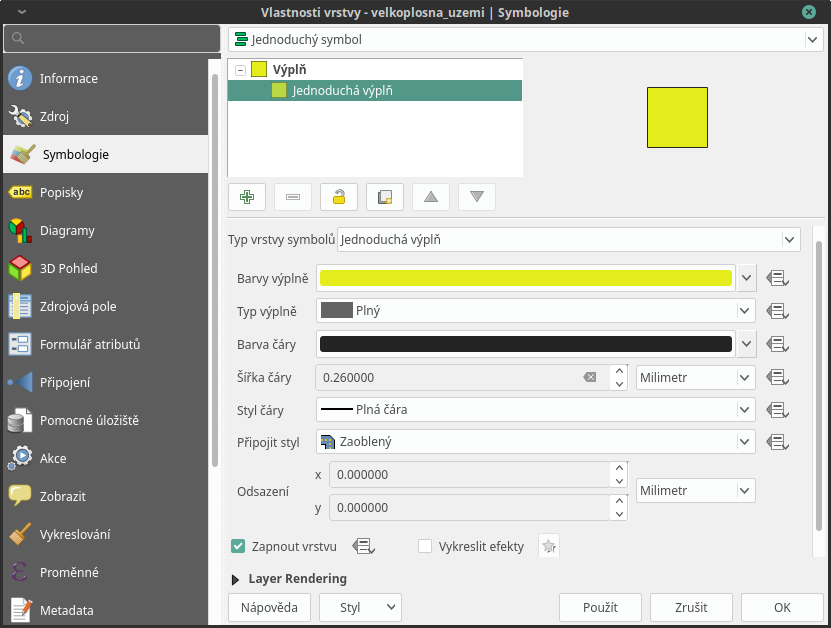 Vlastnosti vrstvy - velkoplosna_uzemi | Symbologie
Informace
Zdroj
Symbologie
Popisky
Diagramy
3D Pohled
Zdrojová pole
Formulář atributů
Připojení
Pomocné úložiště
Akce
Zobrazit
Vykreslování
Proměnné
Metadata
Jednoduchý symbol
Výplň
Jednoduchá výplň
Typ vrstvy symbolů Jednoduchá výplň
Barvy výplně
Typ výplně Plný
Barva čáry
Šířka čáry 0.260000 Milimetr
Styl čáry Plná čára
Připojit styl Zaoblený
Odsazení x 0.000000 Milimetr
y 0.000000
Zapnout vrstvu Vykreslit efekty
Layer Rendering
Nápověda Styl Použít Zrušit OK
abc